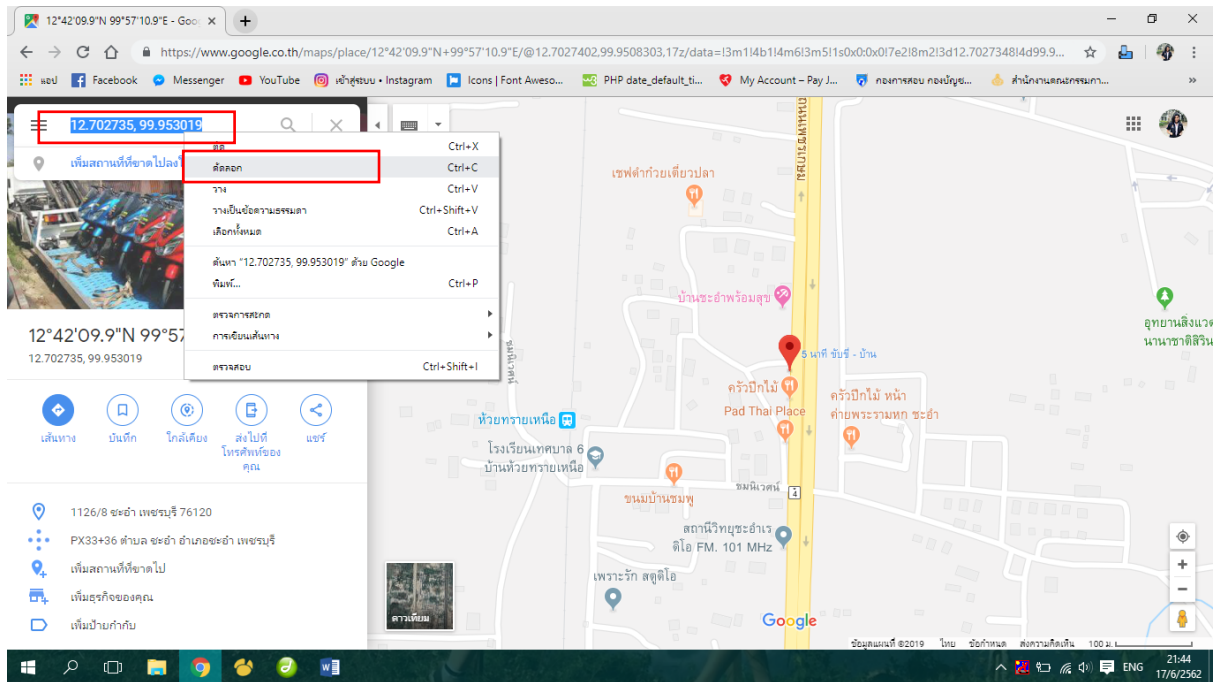 12°42'09.9"N 99°57'10.9"E - Goo
https://www.google.co.th/maps/place/12°42'09.9"N+99°57'10.9"E/@12.7027402,99.9508303,17z/data=!3m1!4b1!4m6!3m5!1s0x0:0x0!7e2!8m2!3d12.7027348!4d99.9...
แอป
Facebook
Messenger
YouTube
เข้าสู่ระบบ • Instagram
Icons | Font Aweso...
PHP date_default_ti...
My Account – Pay J...
กองการสอบ กองบัญช...
สำนักงานคณะกรรมกา...
12.702735, 99.953019
เพิ่มสถานที่ที่ขาดไปลงใ
ตัด Ctrl+X
คัดลอก Ctrl+C
วาง Ctrl+V
วางเป็นข้อความธรรมดา Ctrl+Shift+V
เลือกทั้งหมด Ctrl+A
ค้นหา "12.702735, 99.953019" ด้วย Google
พิมพ์... Ctrl+P
ตรวจการสะกด
การเขียนเส้นทาง
ตรวจสอบ Ctrl+Shift+I
12°42'09.9"N 99°57
12.702735, 99.953019
เส้นทาง
บันทึก
ใกล้เคียง
ส่งไปที่
โทรศัพท์ของ
คุณ
แชร์
1126/8 ชะอำ เพชรบุรี 76120
PX33+36 ตำบล ชะอำ อำเภอชะอำ เพชรบุรี
เพิ่มสถานที่ที่ขาดไป
เพิ่มธุรกิจของคุณ
เพิ่มป้ายกำกับ
เชฟดำก๋วยเตี๋ยวปลา
บ้านชะอำพร้อมสุข
อุทยานสิ่งแวด
นานาชาติสิริน
5 นาที ขับขี่ - บ้าน
ครัวปีกไม้
Pad Thai Place
ครัวปีกไม้ หน้า
ค่ายพระรามหก ชะอำ
ห้วยทรายเหนือ
โรงเรียนเทศบาล 6
บ้านห้วยทรายเหนือ
ขนมบ้านชมพู
ชมนิเวศน์
4
สถานีวิทยุชะอำเร
ดิโอ FM. 101 MHz
เพราะรัก สตูดิโอ
ดาวเทียม
Google
ข้อมูลแผนที่ ©2019 ไทย ข้อกำหนด ส่งความคิดเห็น 100 ม.
ENG
21:44
17/6/2562